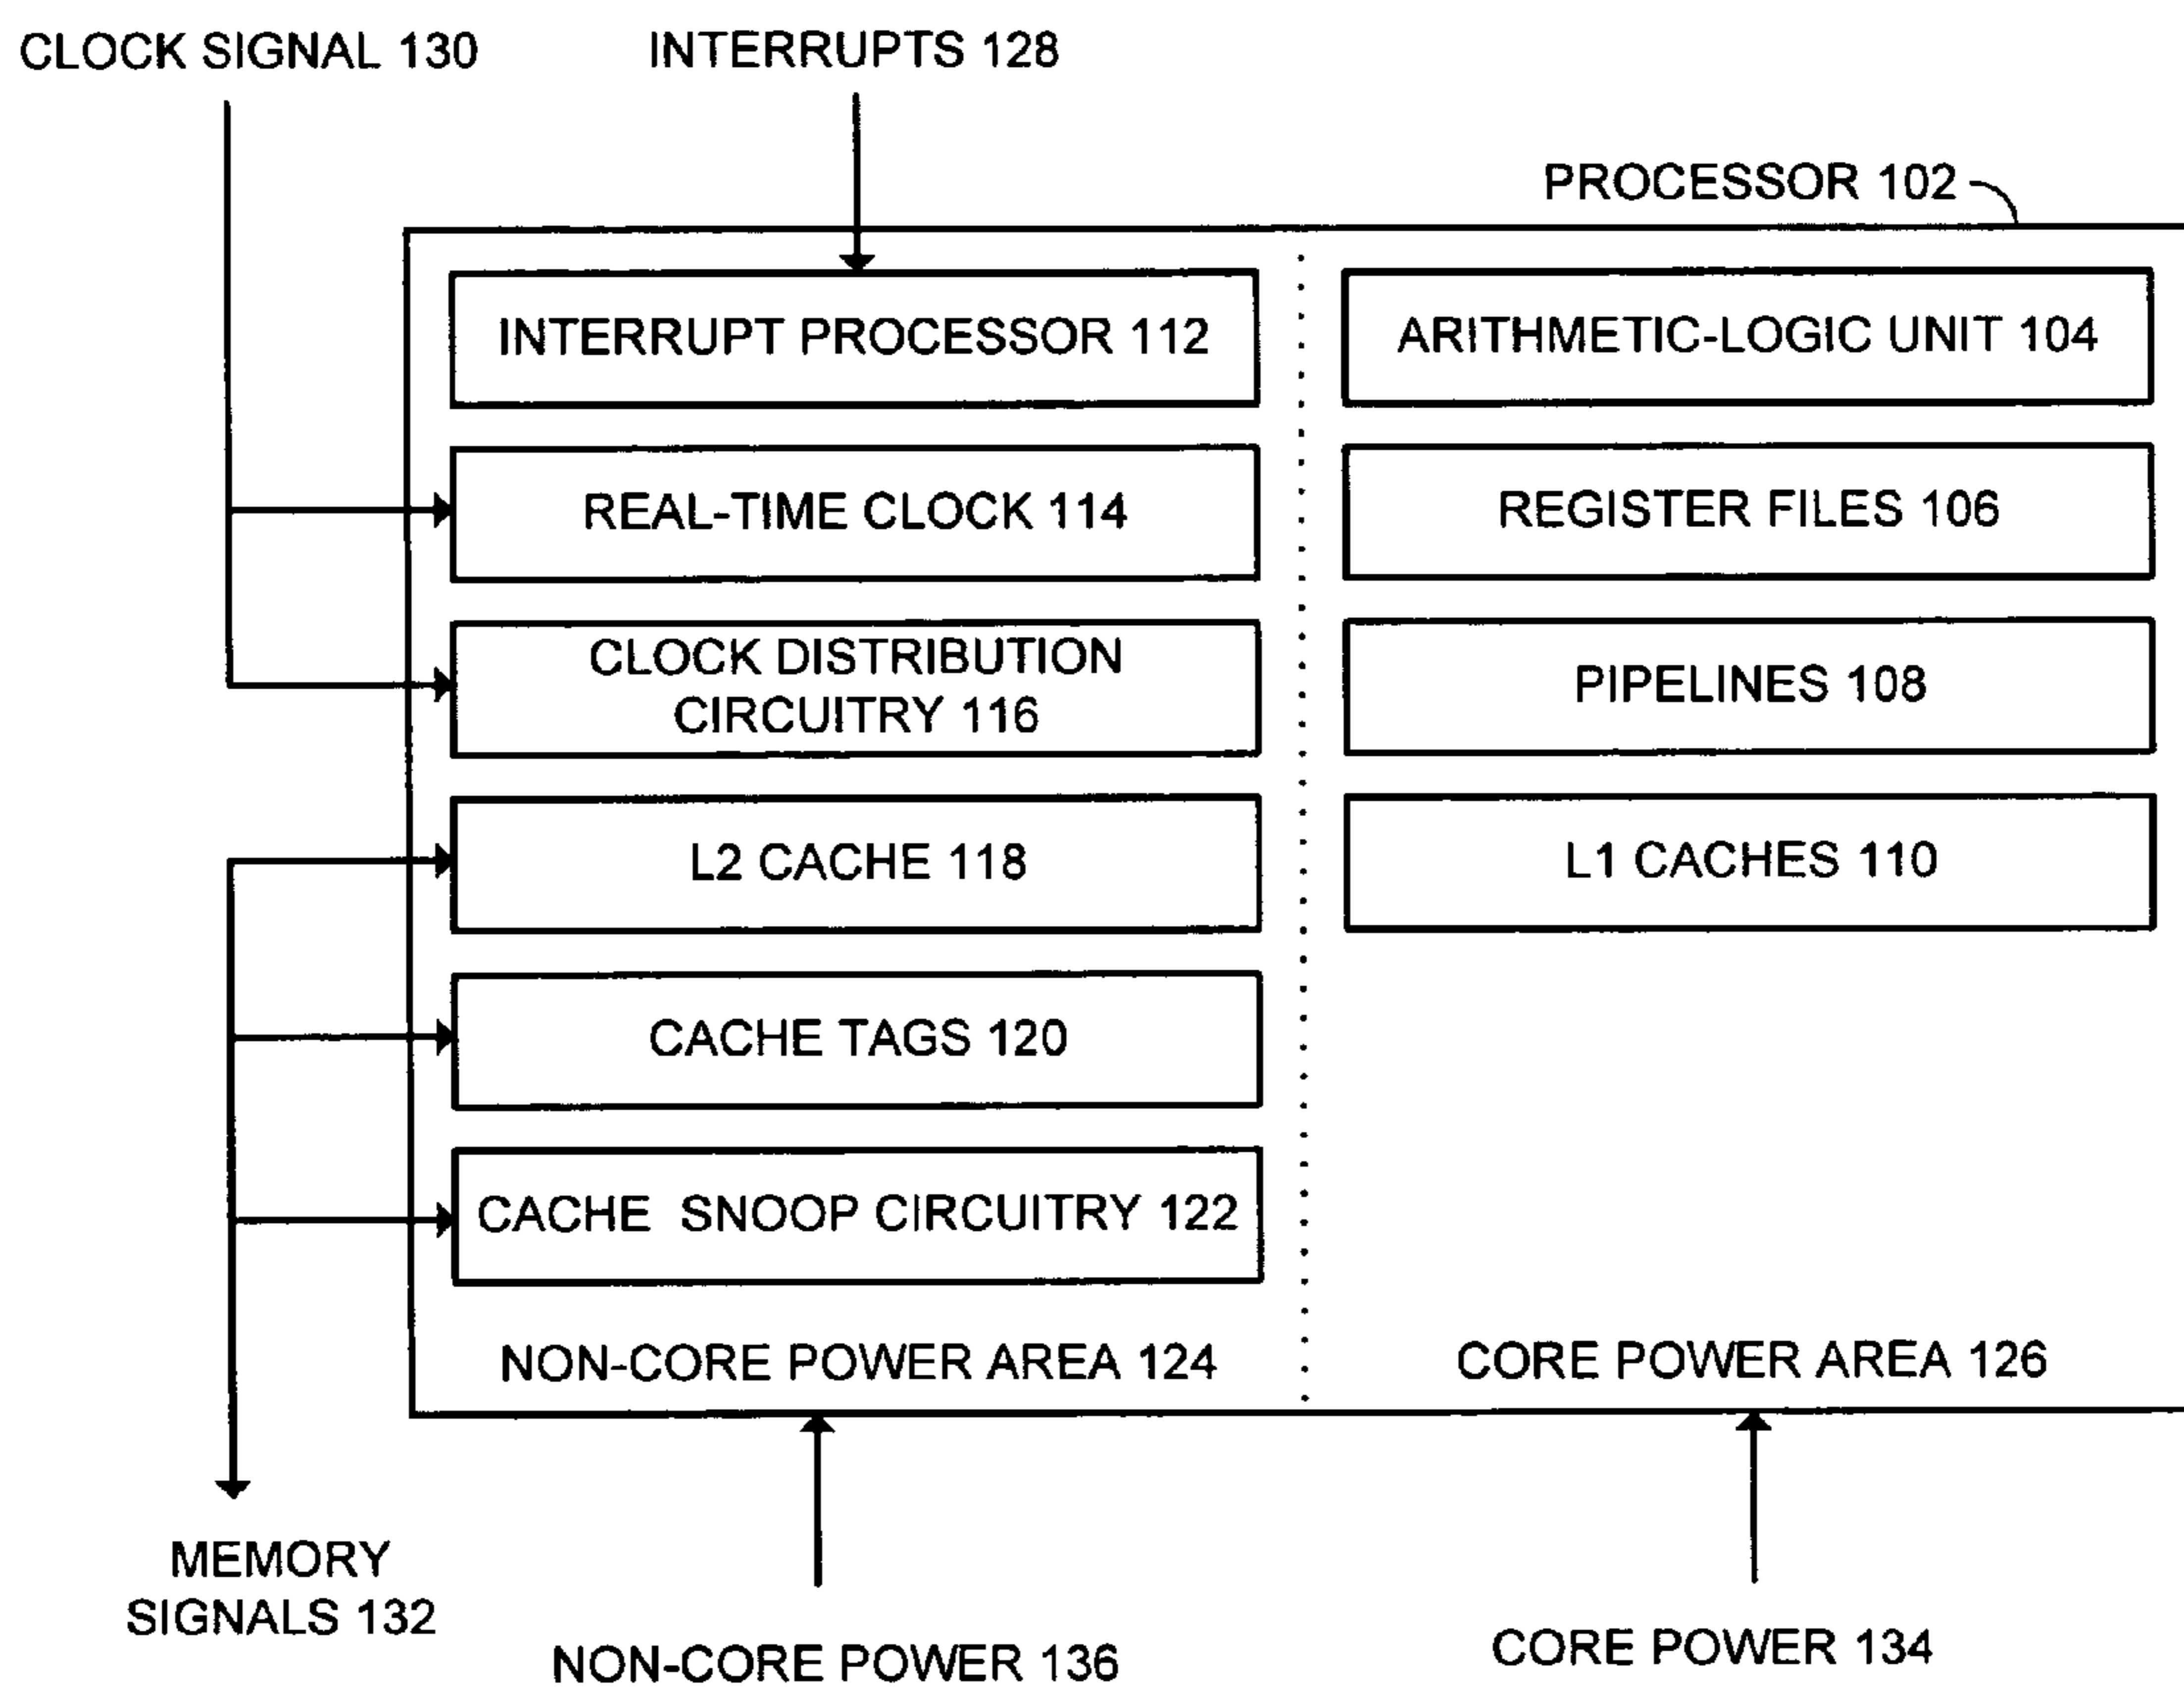 CLOCK SIGNAL 130
INTERRUPTS 128
PROCESSOR 102
INTERRUPT PROCESSOR 112
ARITHMETIC-LOGIC UNIT 104
REAL-TIME CLOCK 114
REGISTER FILES 106
CLOCK DISTRIBUTION
CIRCUITRY 116
PIPELINES 108
L2 CACHE 118
L1 CACHES 110
CACHE TAGS 120
CACHE SNOOP CIRCUITRY 122
NON-CORE POWER AREA 124
CORE POWER AREA 126
MEMORY
SIGNALS 132
NON-CORE POWER 136
CORE POWER 134